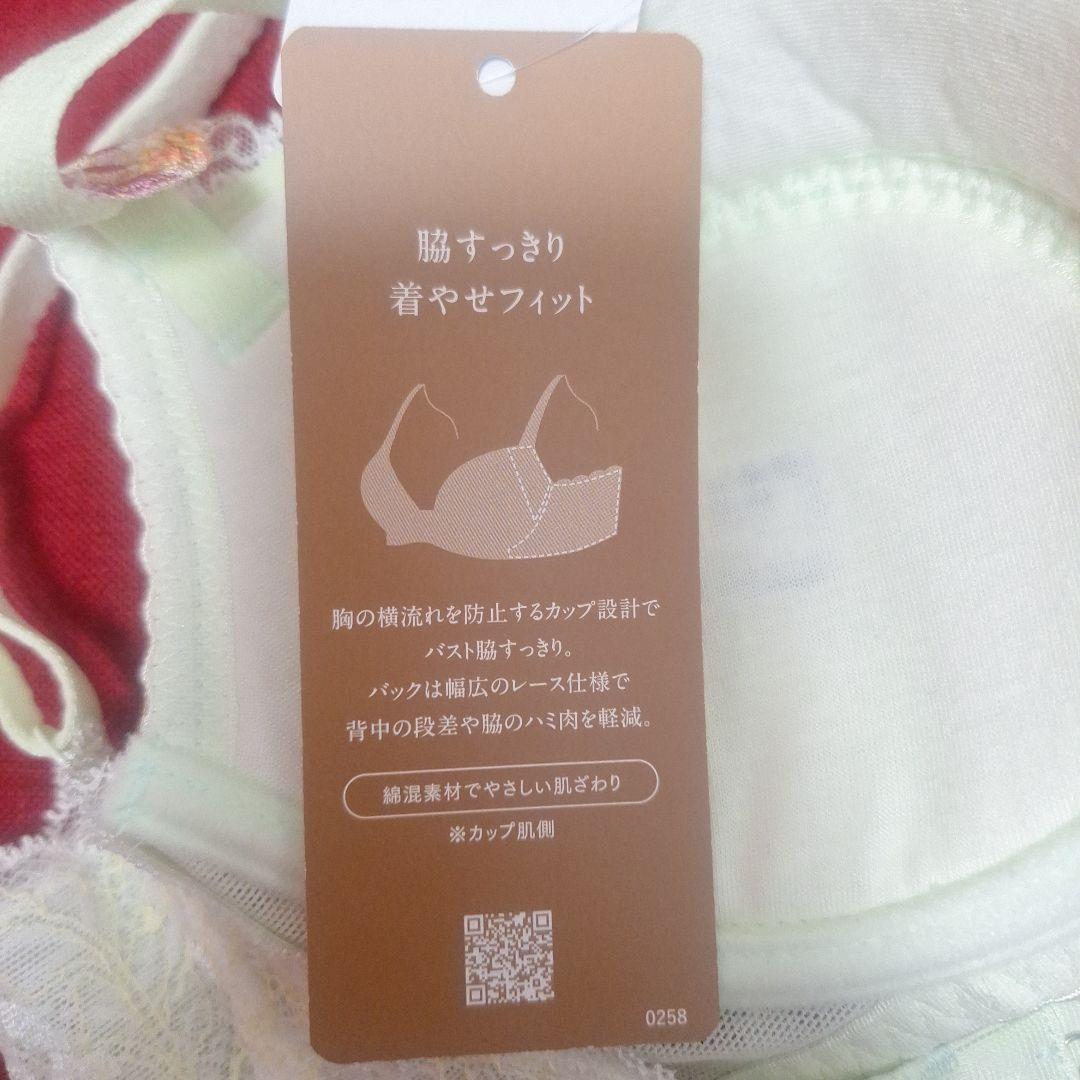 脇すっきり
着やせフィット
胸の横流れを防止するカップ設計で
バスト脇すっきり。
バックは幅広のレース仕様で
背中の段差や脇のハミ肉を軽減。
綿混素材でやさしい肌ざわり
※カップ肌側
0258